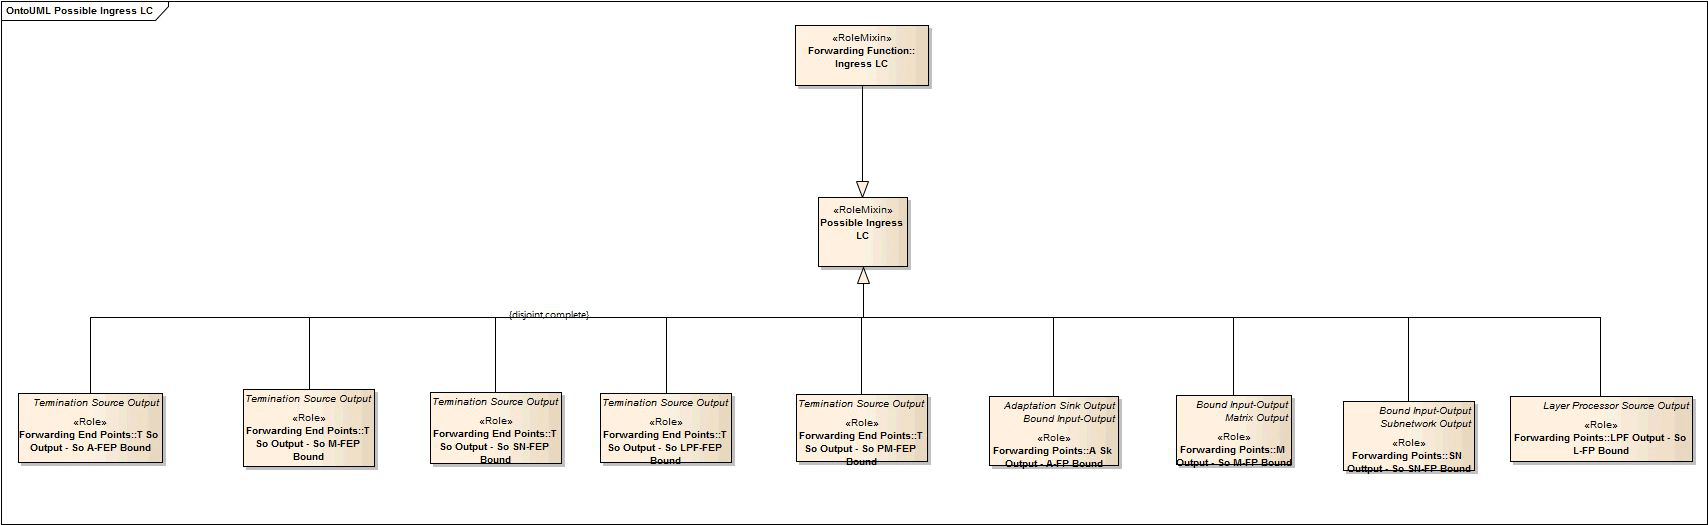 OntoUML Possible Ingress LC
«RoleMixin»
Forwarding Function::
Ingress LC
«RoleMixin»
Possible Ingress
LC
{disjoint,complete}
Termination Source Output
«Role»
Forwarding End Points::T So
Output - So A-FEP Bound
Termination Source Output
«Role»
Forwarding End Points::T
So Output - So M-FEP
Bound
Termination Source Output
«Role»
Forwarding End Points::T
So Output - So SN-FEP
Bound
Termination Source Output
«Role»
Forwarding End Points::T
So Output - So LPF-FEP
Bound
Termination Source Output
«Role»
Forwarding End Points::T
So Output - So PM-FEP
Bound
Adaptation Sink Output
Bound Input-Output
«Role»
Forwarding Points::A Sk
Output - A-FP Bound
Bound Input-Output
Matrix Output
«Role»
Forwarding Points::M
Output - So M-FP Bound
Bound Input-Output
Subnetwork Output
«Role»
Forwarding Points::SN
Outtput - So SN-FP Bound
Layer Processor Source Output
«Role»
Forwarding Points::LPF Output - So
L-FP Bound